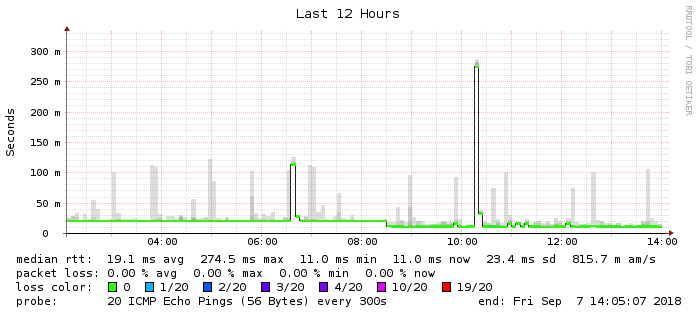 Last 12 Hours
RRDTOOL / TOBI OETIKER
Seconds
300 m
250 m
200 m
150 m
100 m
50 m
0
04:00 06:00 08:00 10:00 12:00 14:00
median rtt: 19.1 ms avg 274.5 ms max 11.0 ms min 11.0 ms now 23.4 ms sd 815.7 m am/s
packet loss: 0.00 % avg 0.00 % max 0.00 % min 0.00 % now
loss color: 0 1/20 2/20 3/20 4/20 10/20 19/20
probe: 20 ICMP Echo Pings (56 Bytes) every 300s end: Fri Sep 7 14:05:07 2018